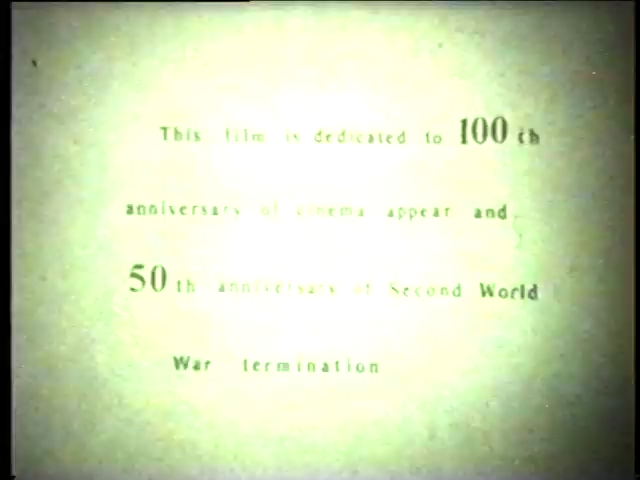 This film is dedicated to 100 th
anniversary of cinema appear and
50 th anniversary of Second World
War termination